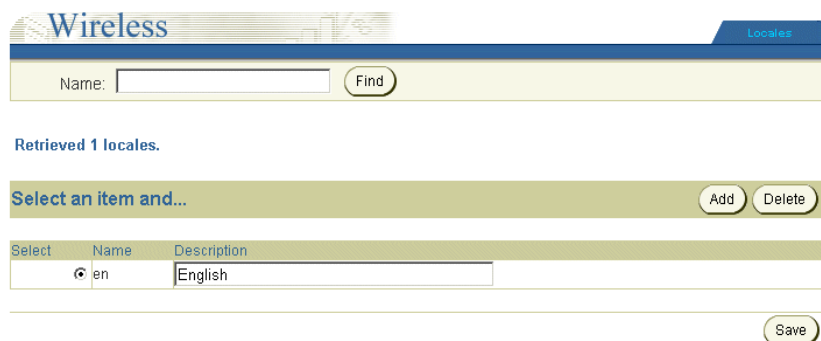 Wireless
Locales
Name: Find
Retrieved 1 locales.
Select an item and... Add Delete
Select Name Description
en English
Save